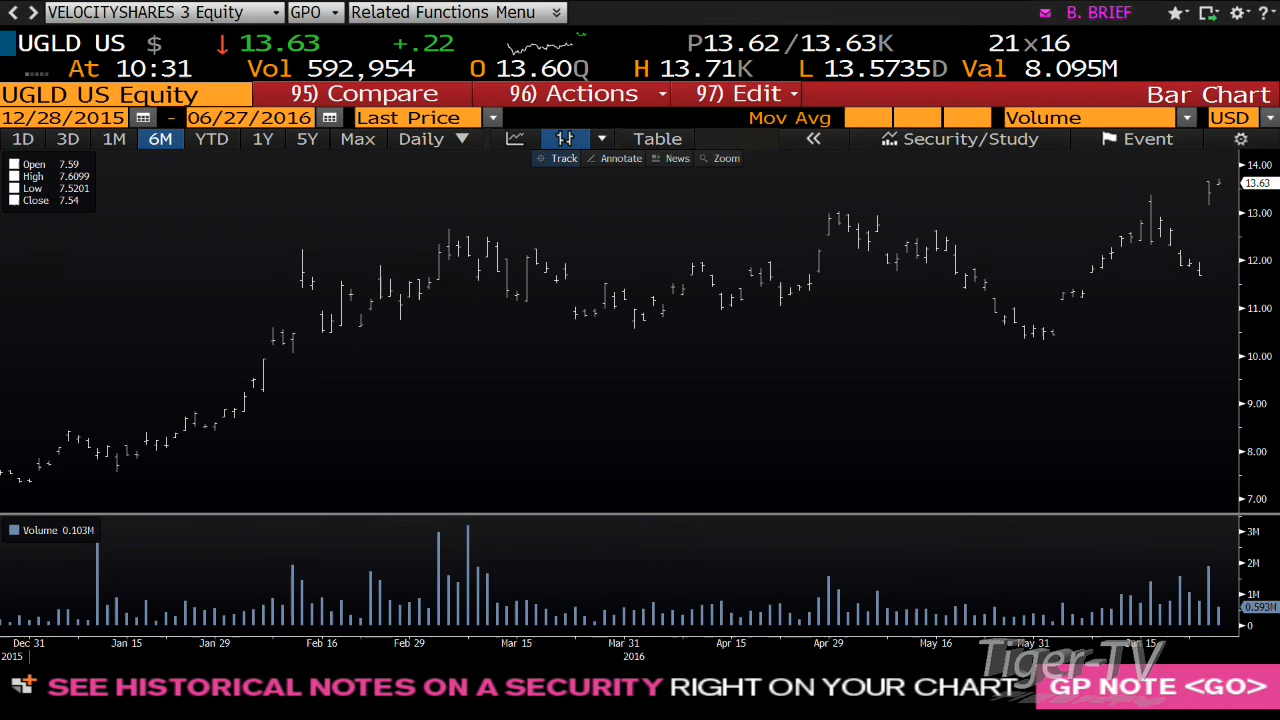 VELOCITYSHARES 3 Equity GPO Related Functions Menu B. BRIEF
UGLD US $ ↓ 13.63 +.22 P13.62/13.63K 21x16
At 10:31 Vol 592,954 O 13.60Q H 13.71K L 13.5735D Val 8.095M
UGLD US Equity 95) Compare 96) Actions 97) Edit Bar Chart
12/28/2015 - 06/27/2016 Last Price Mov Avg Volume USD
1D 3D 1M 6M YTD 1Y 5Y Max Daily ▼ Table « Security/Study Event
Track Annotate News Zoom
Open 7.59
High 7.6099
Low 7.5201
Close 7.54
14.00
13.63
13.00
12.00
11.00
10.00
9.00
8.00
7.00
Volume 0.103M
3M
2M
1M
0.593M
0
Dec 31 Jan 15 Jan 29 Feb 16 Feb 29 Mar 15 Mar 31 Apr 15 Apr 29 May 16 May 31 Jun 15
2015 2016
Tiger-TV
SEE HISTORICAL NOTES ON A SECURITY RIGHT ON YOUR CHART GP NOTE <GO>